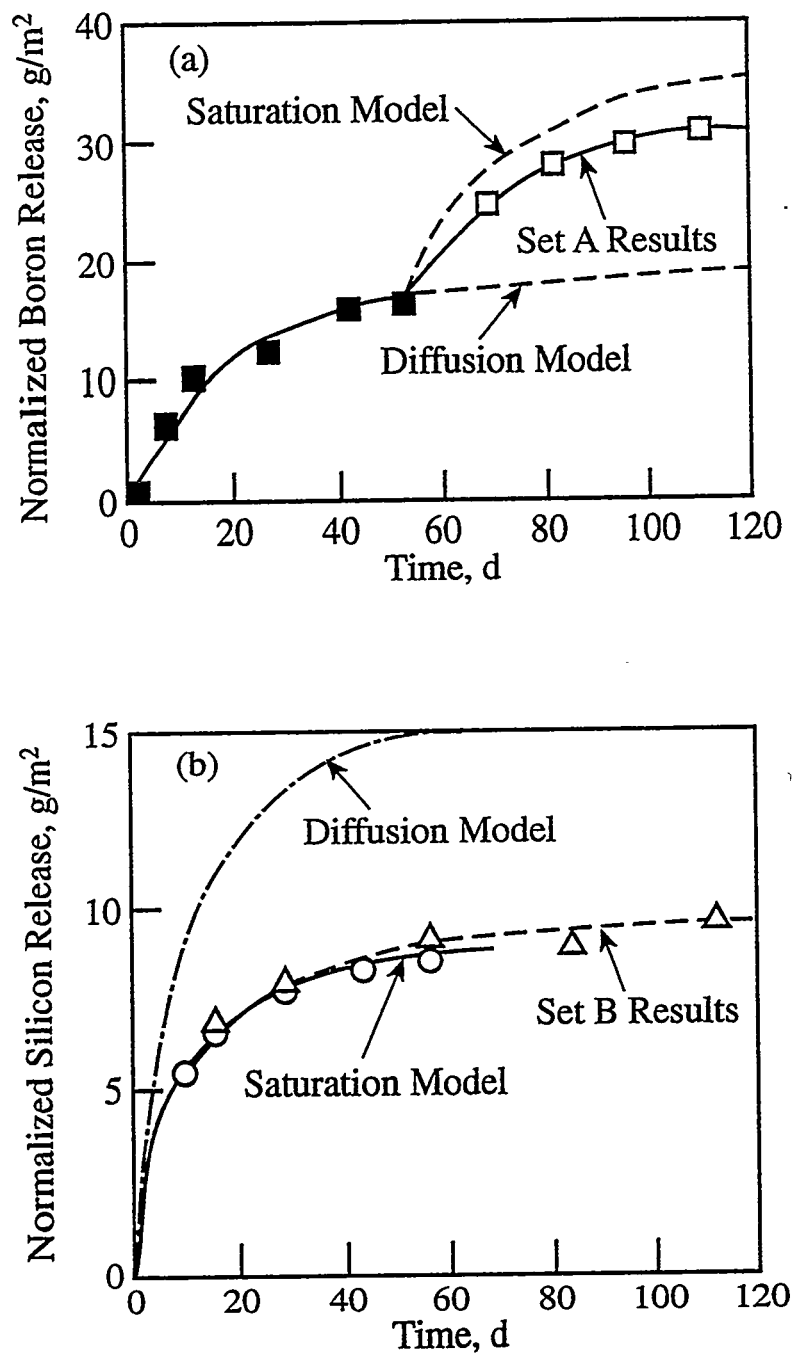 40
(a)
Saturation Model
30
Set A Results
20
Diffusion Model
10
0
0 20 40 60 80 100 120
Time, d
Normalized Boron Release, g/m²
15
(b)
Diffusion Model
10
Set B Results
Saturation Model
5
0
0 20 40 60 80 100 120
Time, d
Normalized Silicon Release, g/m²